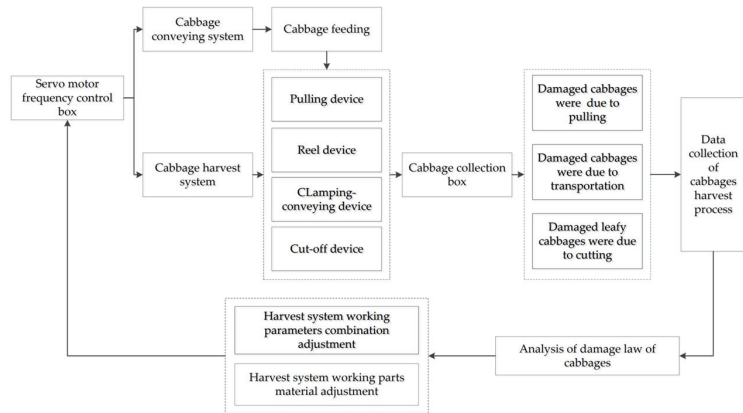 Servo motor
frequency control
box
Cabbage
conveying system
Cabbage feeding
Cabbage harvest
system
Pulling device
Reel device
CLamping-
conveying device
Cut-off device
Cabbage collection
box
Damaged cabbages
were due to
pulling
Damaged cabbages
were due to
transportation
Damaged leafy
cabbages were due
to cutting
Data
collection
of
cabbages
harvest
process
Analysis of damage law of
cabbages
Harvest system working
parameters combination
adjustment
Harvest system working parts
material adjustment